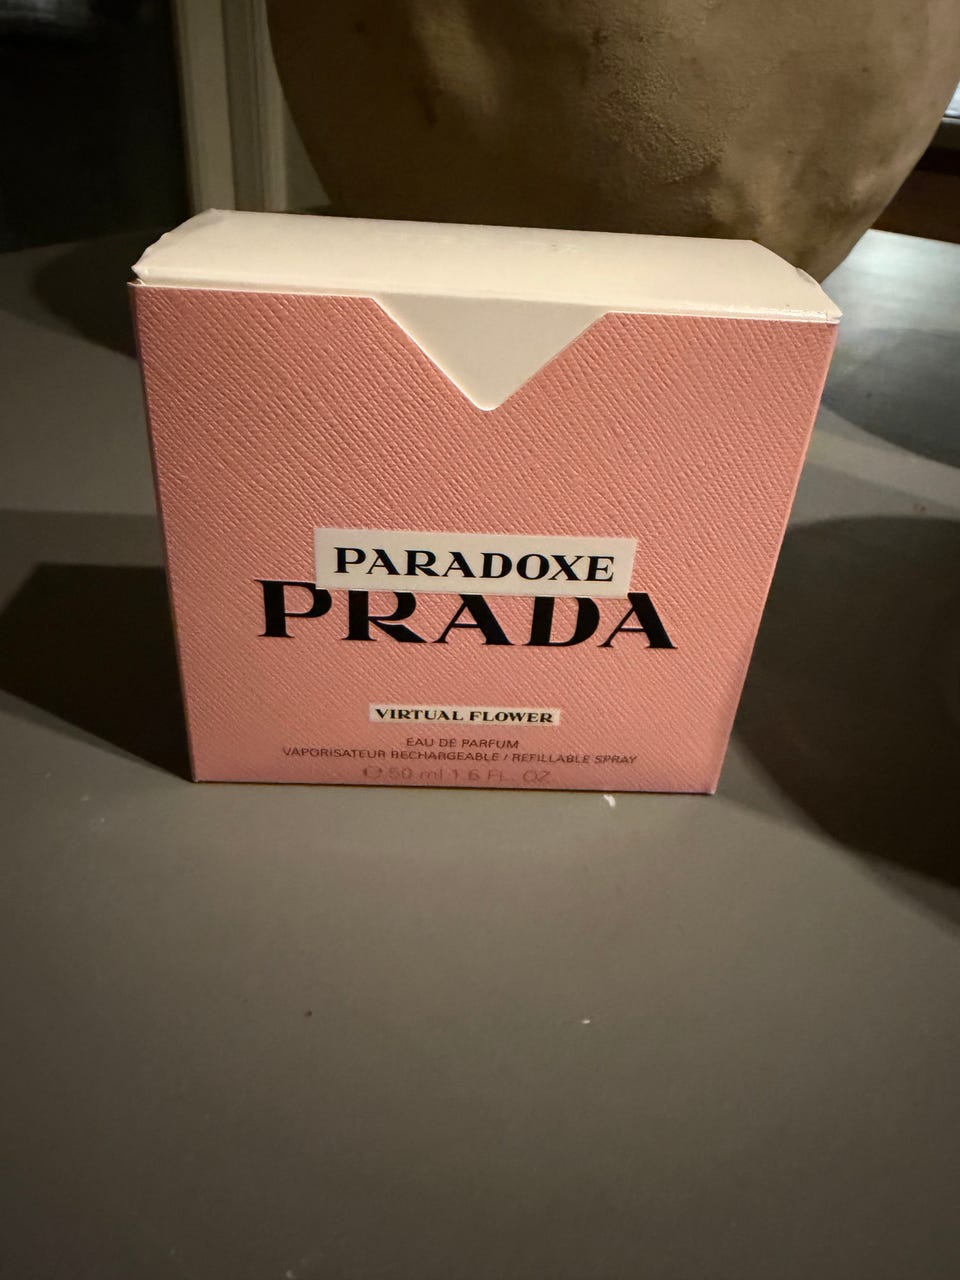 PARADOXE
PRADA
VIRTUAL FLOWER
EAU DE PARFUM
VAPORISATEUR RECHARGEABLE / REFILLABLE SPRAY
℮ 50 ml 1.6 FL. OZ